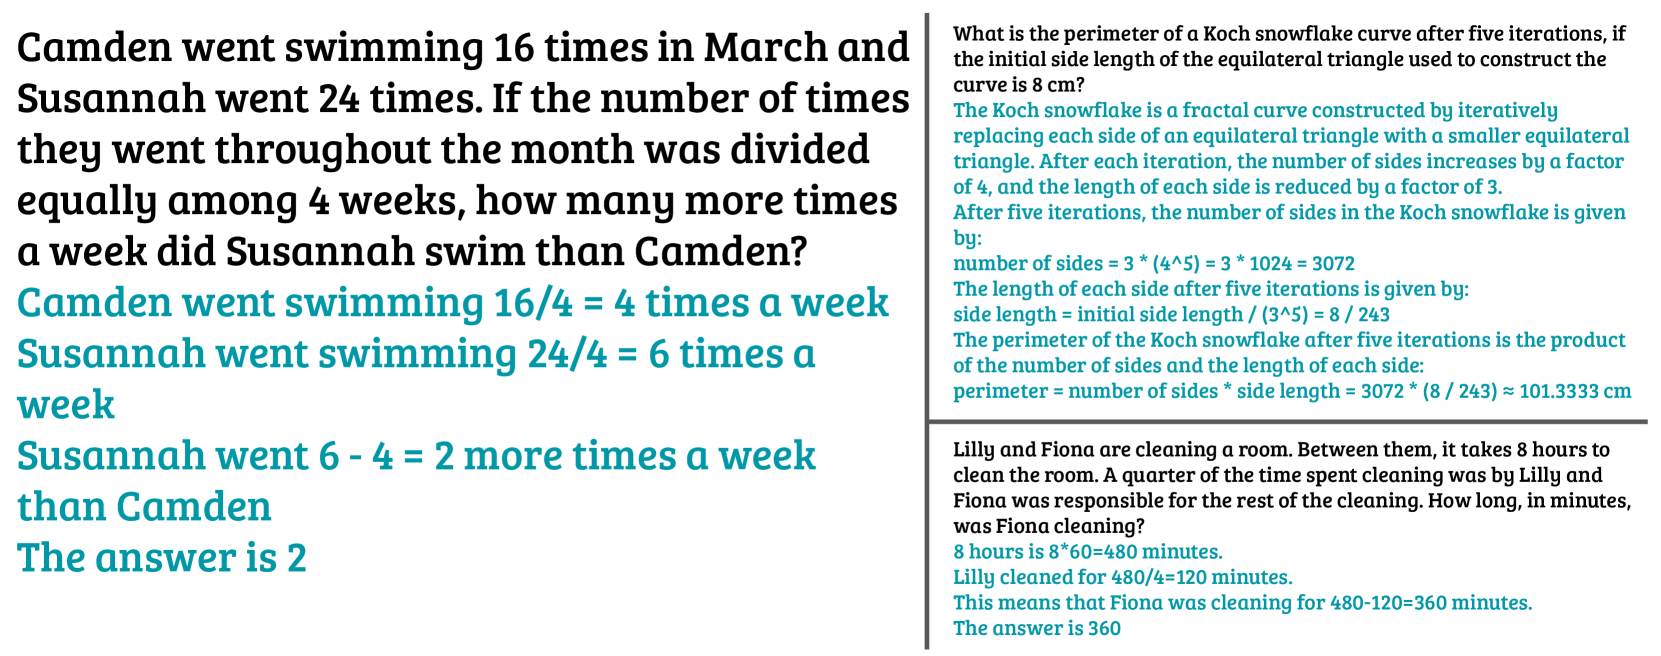 Camden went swimming 16 times in March and
Susannah went 24 times. If the number of times
they went throughout the month was divided
equally among 4 weeks, how many more times
a week did Susannah swim than Camden?
Camden went swimming 16/4 = 4 times a week
Susannah went swimming 24/4 = 6 times a
week
Susannah went 6 - 4 = 2 more times a week
than Camden
The answer is 2
What is the perimeter of a Koch snowflake curve after five iterations, if
the initial side length of the equilateral triangle used to construct the
curve is 8 cm?
The Koch snowflake is a fractal curve constructed by iteratively
replacing each side of an equilateral triangle with a smaller equilateral
triangle. After each iteration, the number of sides increases by a factor
of 4, and the length of each side is reduced by a factor of 3.
After five iterations, the number of sides in the Koch snowflake is given
by:
number of sides = 3 * (4^5) = 3 * 1024 = 3072
The length of each side after five iterations is given by:
side length = initial side length / (3^5) = 8 / 243
The perimeter of the Koch snowflake after five iterations is the product
of the number of sides and the length of each side:
perimeter = number of sides * side length = 3072 * (8 / 243) ≈ 101.3333 cm
Lilly and Fiona are cleaning a room. Between them, it takes 8 hours to
clean the room. A quarter of the time spent cleaning was by Lilly and
Fiona was responsible for the rest of the cleaning. How long, in minutes,
was Fiona cleaning?
8 hours is 8*60=480 minutes.
Lilly cleaned for 480/4=120 minutes.
This means that Fiona was cleaning for 480-120=360 minutes.
The answer is 360